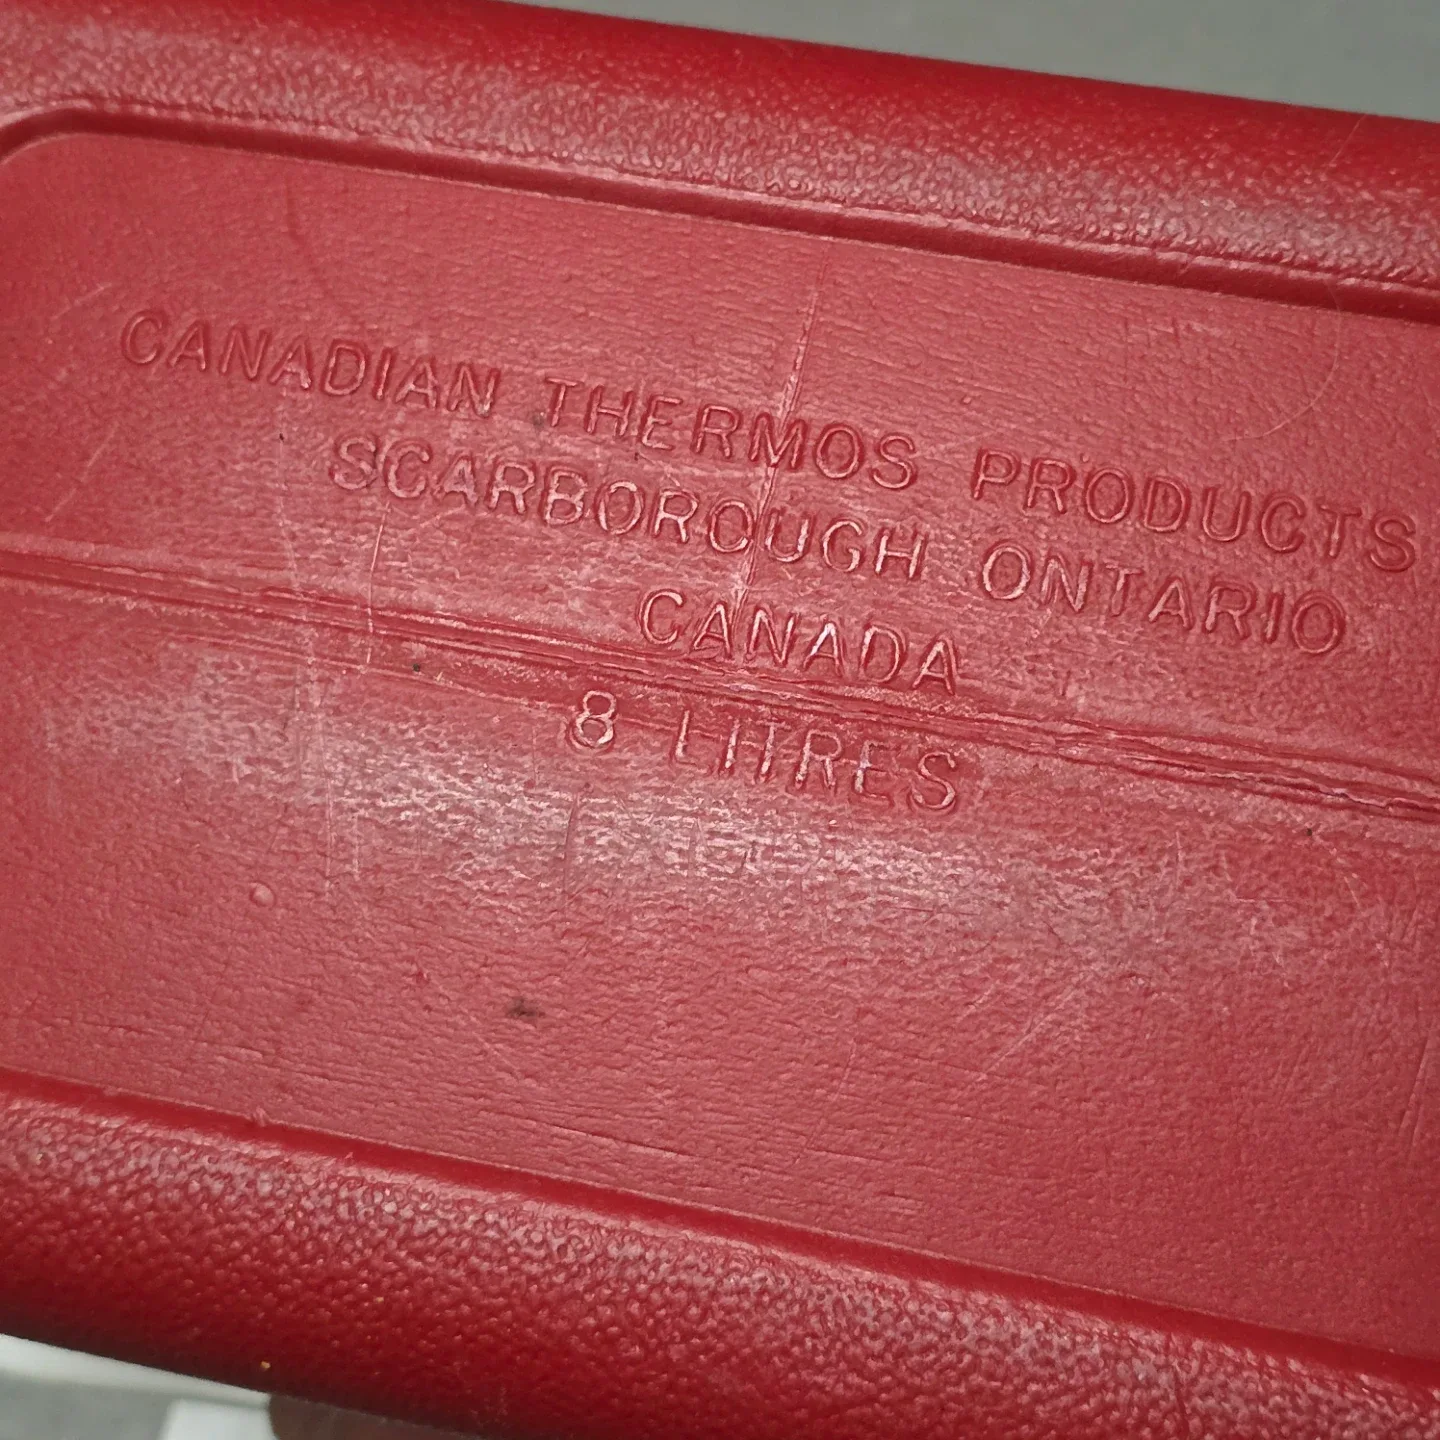 CANADIAN THERMOS PRODUCTS
SCARBOROUGH ONTARIO
CANADA
8 LITRES